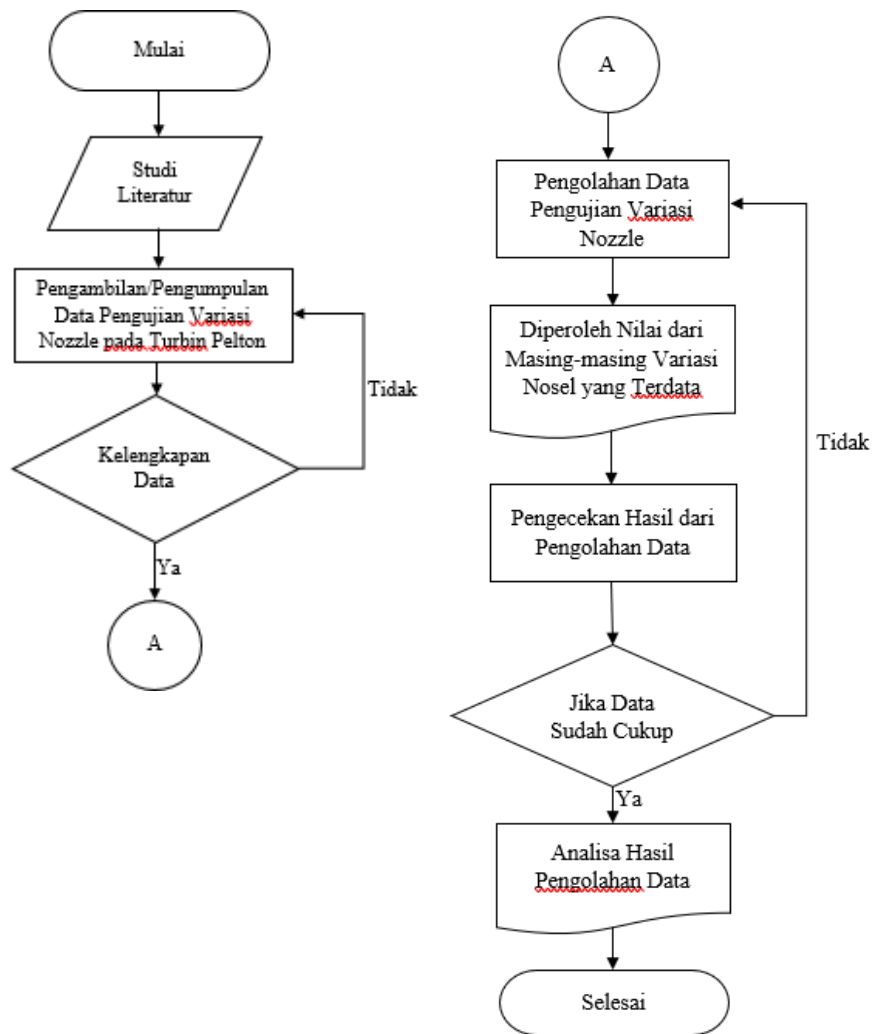 Mulai
Studi
Literatur
Pengambilan/Pengumpulan
Data Pengujian Variasi
Nozzle pada Turbin Pelton
Tidak
Kelengkapan
Data
Ya
A
A
Pengolahan Data
Pengujian Variasi
Nozzle
Diperoleh Nilai dari
Masing-masing Variasi
Nosel yang Terdata
Tidak
Pengecekan Hasil dari
Pengolahan Data
Jika Data
Sudah Cukup
Ya
Analisa Hasil
Pengolahan Data
Selesai